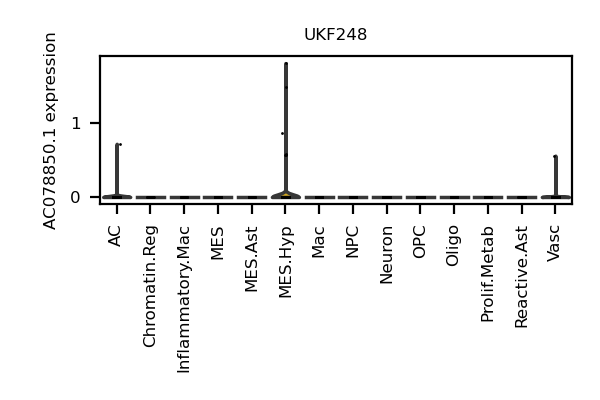 UKF248
AC078850.1 expression
1
0
AC
Chromatin.Reg
Inflammatory.Mac
MES
MES.Ast
MES.Hyp
Mac
NPC
Neuron
OPC
Oligo
Prolif.Metab
Reactive.Ast
Vasc